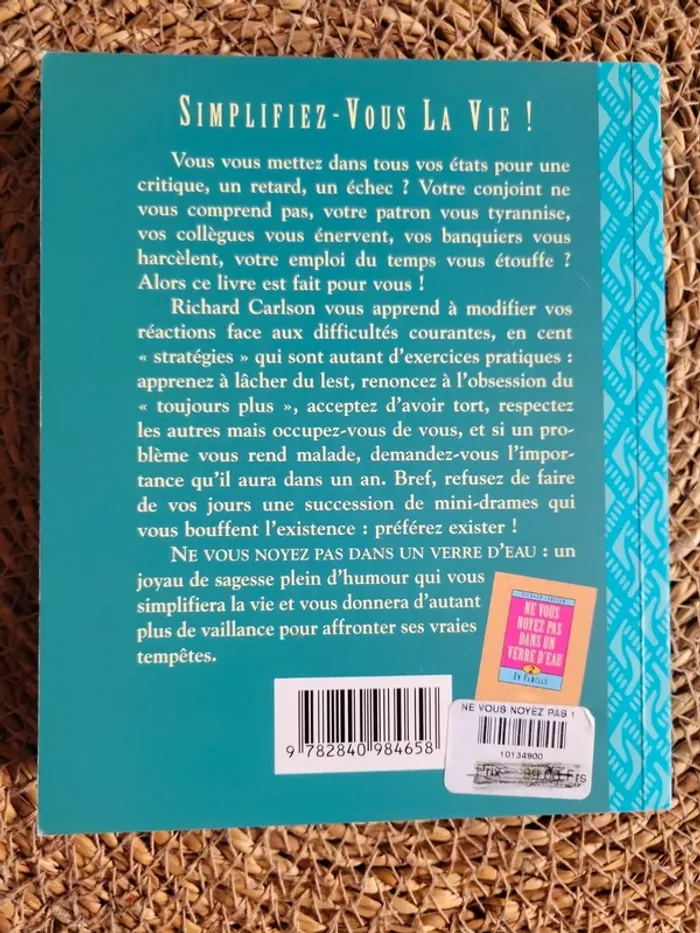 SIMPLIFIEZ-VOUS LA VIE !
Vous vous mettez dans tous vos états pour une
critique, un retard, un échec ? Votre conjoint ne
vous comprend pas, votre patron vous tyrannise,
vos collègues vous énervent, vos banquiers vous
harcèlent, votre emploi du temps vous étouffe ?
Alors ce livre est fait pour vous !
Richard Carlson vous apprend à modifier vos
réactions face aux difficultés courantes, en cent
« stratégies » qui sont autant d'exercices pratiques :
apprenez à lâcher du lest, renoncez à l'obsession du
« toujours plus », acceptez d'avoir tort, respectez
les autres mais occupez-vous de vous, et si un pro-
blème vous rend malade, demandez-vous l'impor-
tance qu'il aura dans un an. Bref, refusez de faire
de vos jours une succession de mini-drames qui
vous bouffent l'existence : préférez exister !
NE VOUS NOYEZ PAS DANS UN VERRE D'EAU : un
joyau de sagesse plein d'humour qui vous
simplifiera la vie et vous donnera d'autant
plus de vaillance pour affronter ses vraies
tempêtes.
RICHARD CARLSON
NE VOUS
NOYEZ PAS
DANS UN
VERRE D'EAU
2
EN FAMILLE
9 782840 984658
NE VOUS NOYEZ PAS !
10134900
Prix 89.00 Frs